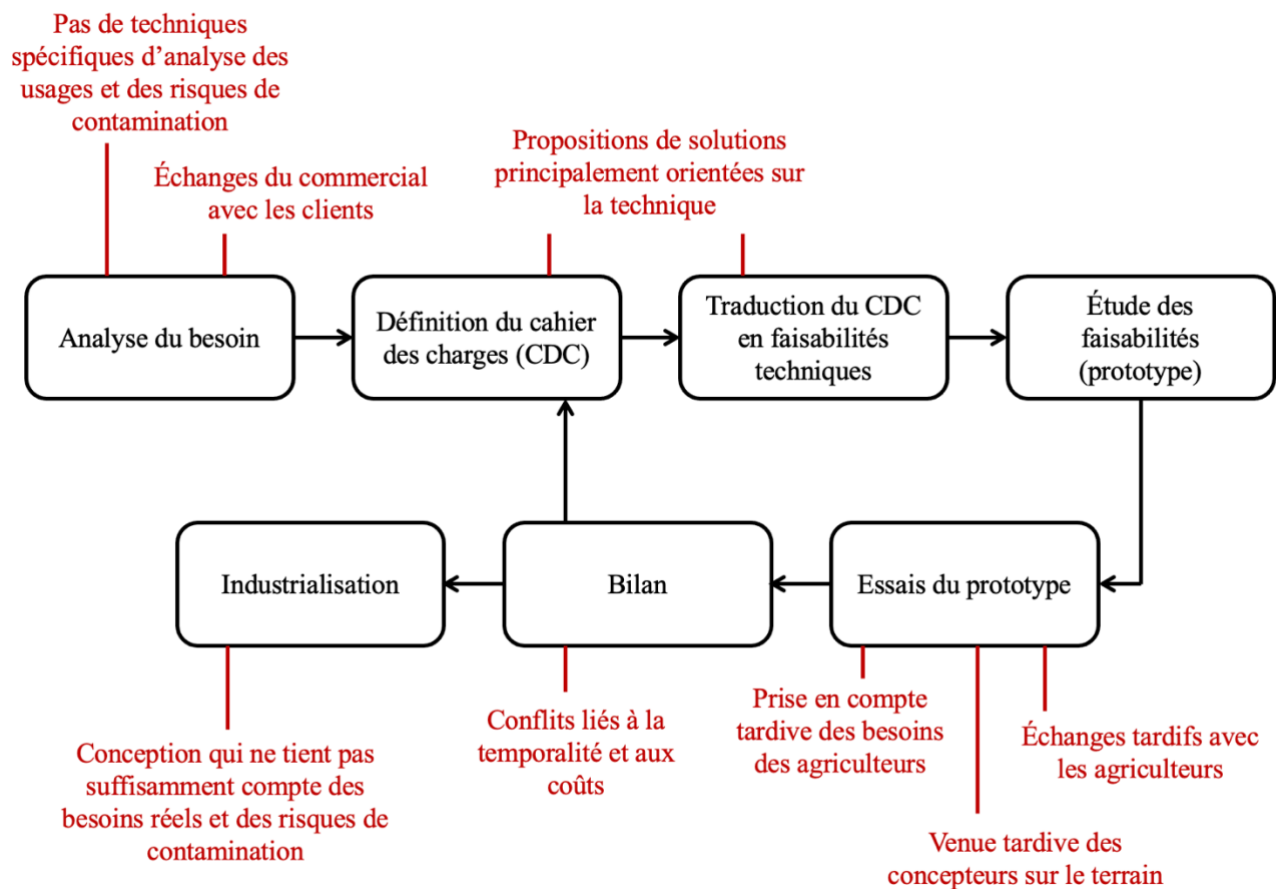 Pas de techniques
spécifiques d’analyse des
usages et des risques de
contamination
Échanges du commercial
avec les clients
Propositions de solutions
principalement orientées sur
la technique
Analyse du besoin
Définition du cahier
des charges (CDC)
Traduction du CDC
en faisabilités
techniques
Étude des
faisabilités
(prototype)
Industrialisation
Bilan
Essais du prototype
Conception qui ne tient pas
suffisamment compte des
besoins réels et des risques de
contamination
Conflits liés à la
temporalité et aux
coûts
Prise en compte
tardive des besoins
des agriculteurs
Échanges tardifs avec
les agriculteurs
Venue tardive des
concepteurs sur le terrain